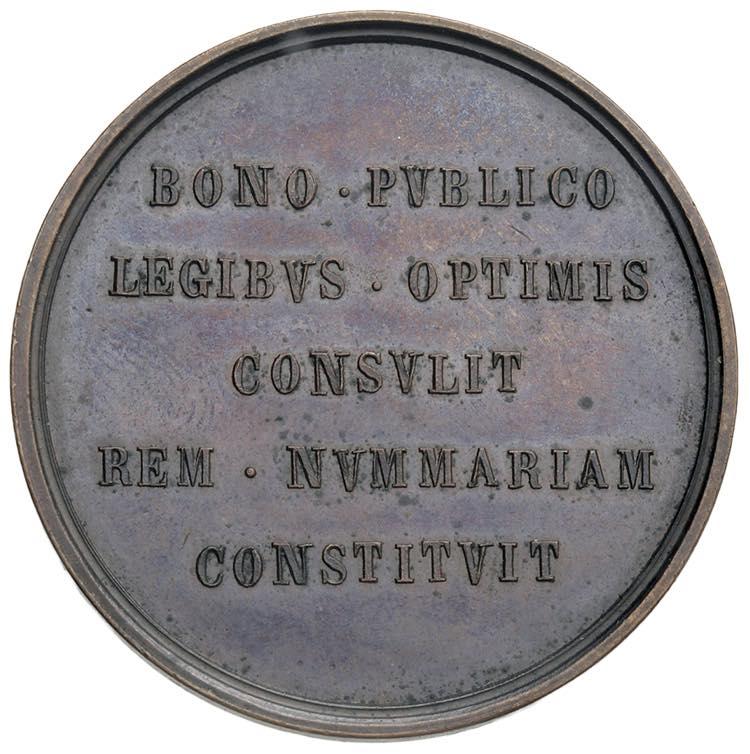 BONO · PVBLICO
LEGIBVS · OPTIMIS
CONSVLIT
REM · NVMMARIAM
CONSTITVIT